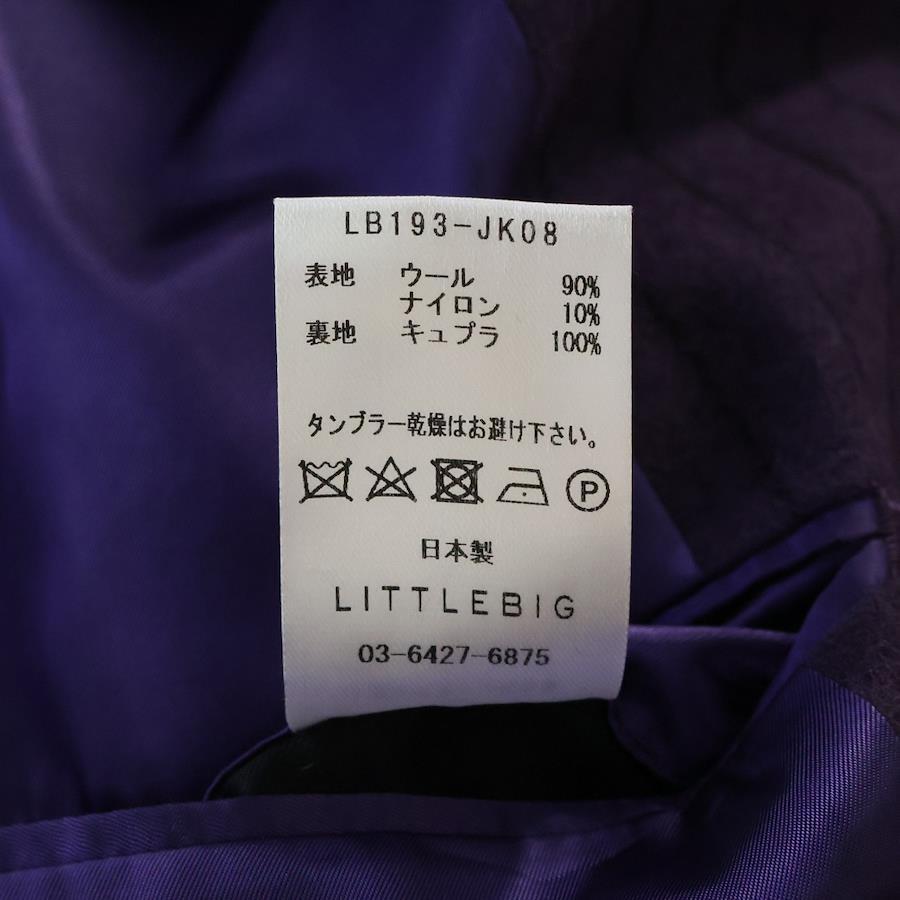 LB193-JK08
表地 ウール 90%
ナイロン 10%
裏地 キュプラ 100%
タンブラー乾燥はお避け下さい。
P
日本製
LITTLEBIG
03-6427-6875